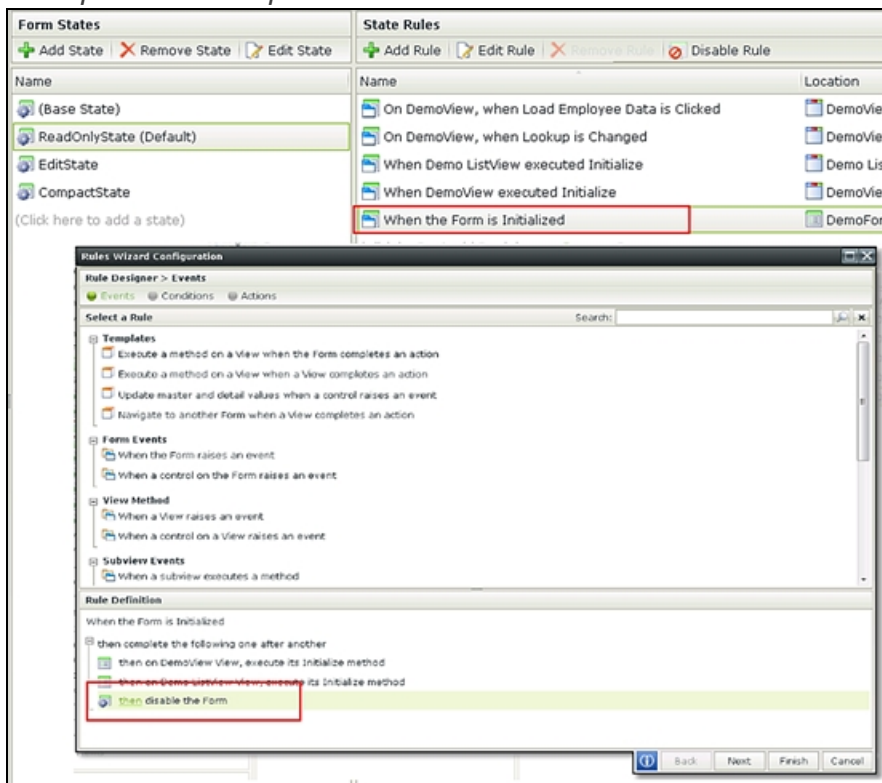 Form States
Add State | Remove State | Edit State
Name
(Base State)
ReadOnlyState (Default)
EditState
CompactState
(Click here to add a state)
State Rules
Add Rule | Edit Rule | Remove Rule | Disable Rule
Name Location
On DemoView, when Load Employee Data is Clicked DemoVie
On DemoView, when Lookup is Changed DemoVie
When Demo ListView executed Initialize Demo Lis
When DemoView executed Initialize DemoVie
When the Form is Initialized DemoFor
Rules Wizard Configuration
Rule Designer > Events
Events Conditions Actions
Select a Rule Search:
Templates
Execute a method on a View when the Form completes an action
Execute a method on a View when a View completes an action
Update master and detail values when a control raises an event
Navigate to another Form when a View completes an action
Form Events
When the Form raises an event
When a control on the Form raises an event
View Method
When a View raises an event
When a control on a View raises an event
Subview Events
When a subview executes a method
Rule Definition
When the Form is Initialized
then complete the following one after another
then on DemoView View, execute its Initialize method
then on Demo ListView View, execute its Initialize method
then disable the Form
Back Next Finish Cancel